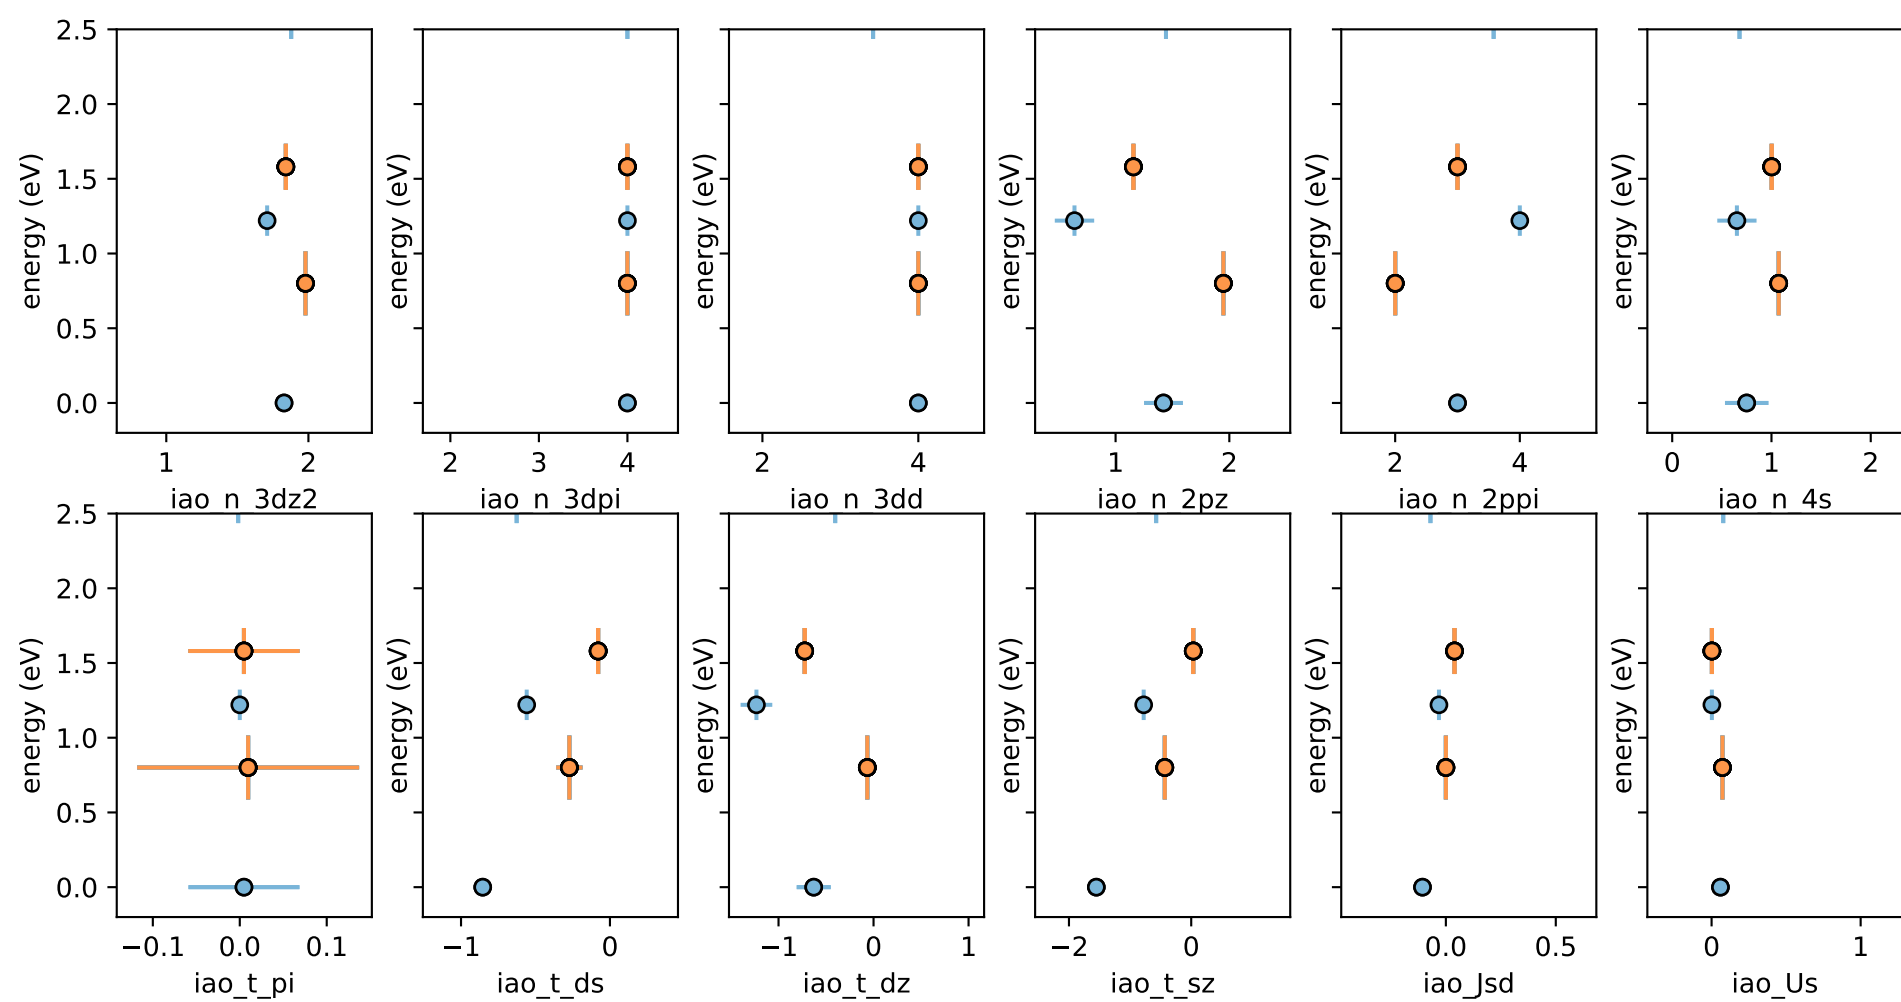 2.5
2.0
1.5
1.0
0.5
0.0
energy (eV)
1 2
iao_n_3dz2
energy (eV)
2 3 4
iao_n_3dpi
energy (eV)
2 4
iao_n_3dd
energy (eV)
1 2
iao_n_2pz
energy (eV)
2 4
iao_n_2ppi
energy (eV)
0 1 2
iao_n_4s
2.5
2.0
1.5
1.0
0.5
0.0
energy (eV)
−0.1 0.0 0.1
iao_t_pi
energy (eV)
−1 0
iao_t_ds
energy (eV)
−1 0 1
iao_t_dz
energy (eV)
−2 0
iao_t_sz
energy (eV)
0.0 0.5
iao_Jsd
energy (eV)
0 1
iao_Us